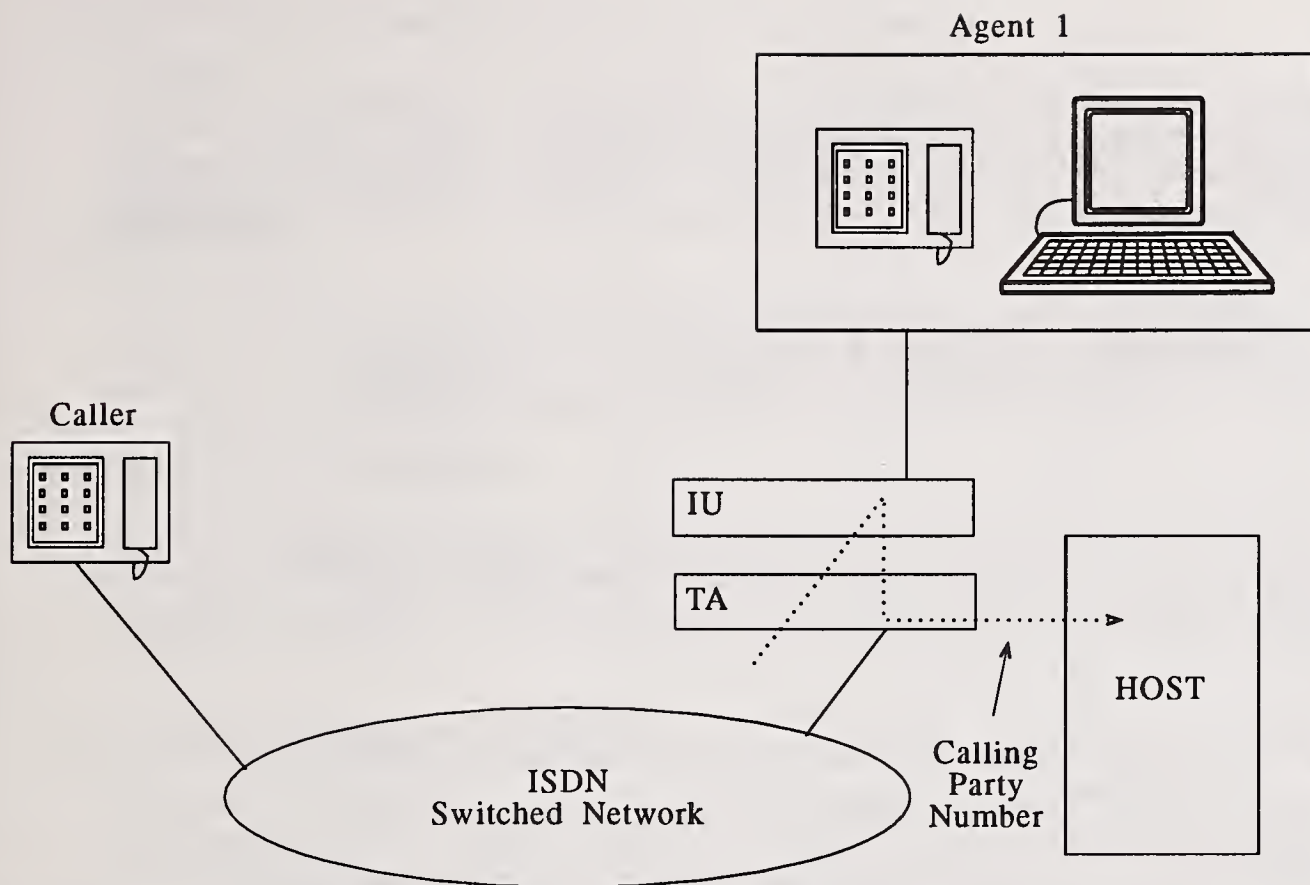 Agent 1
Caller
IU
TA
HOST
Calling
Party
Number
ISDN
Switched Network